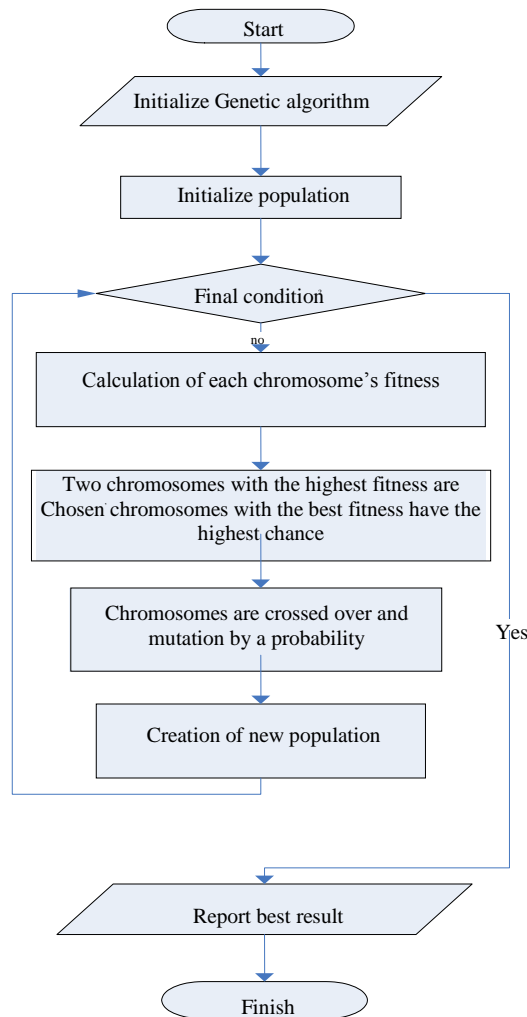 Start
Initialize Genetic algorithm
Initialize population
Final condition
no
Calculation of each chromosome’s fitness
Two chromosomes with the highest fitness are
Chosen chromosomes with the best fitness have the
highest chance
Chromosomes are crossed over and
mutation by a probability
Yes
Creation of new population
Report best result
Finish